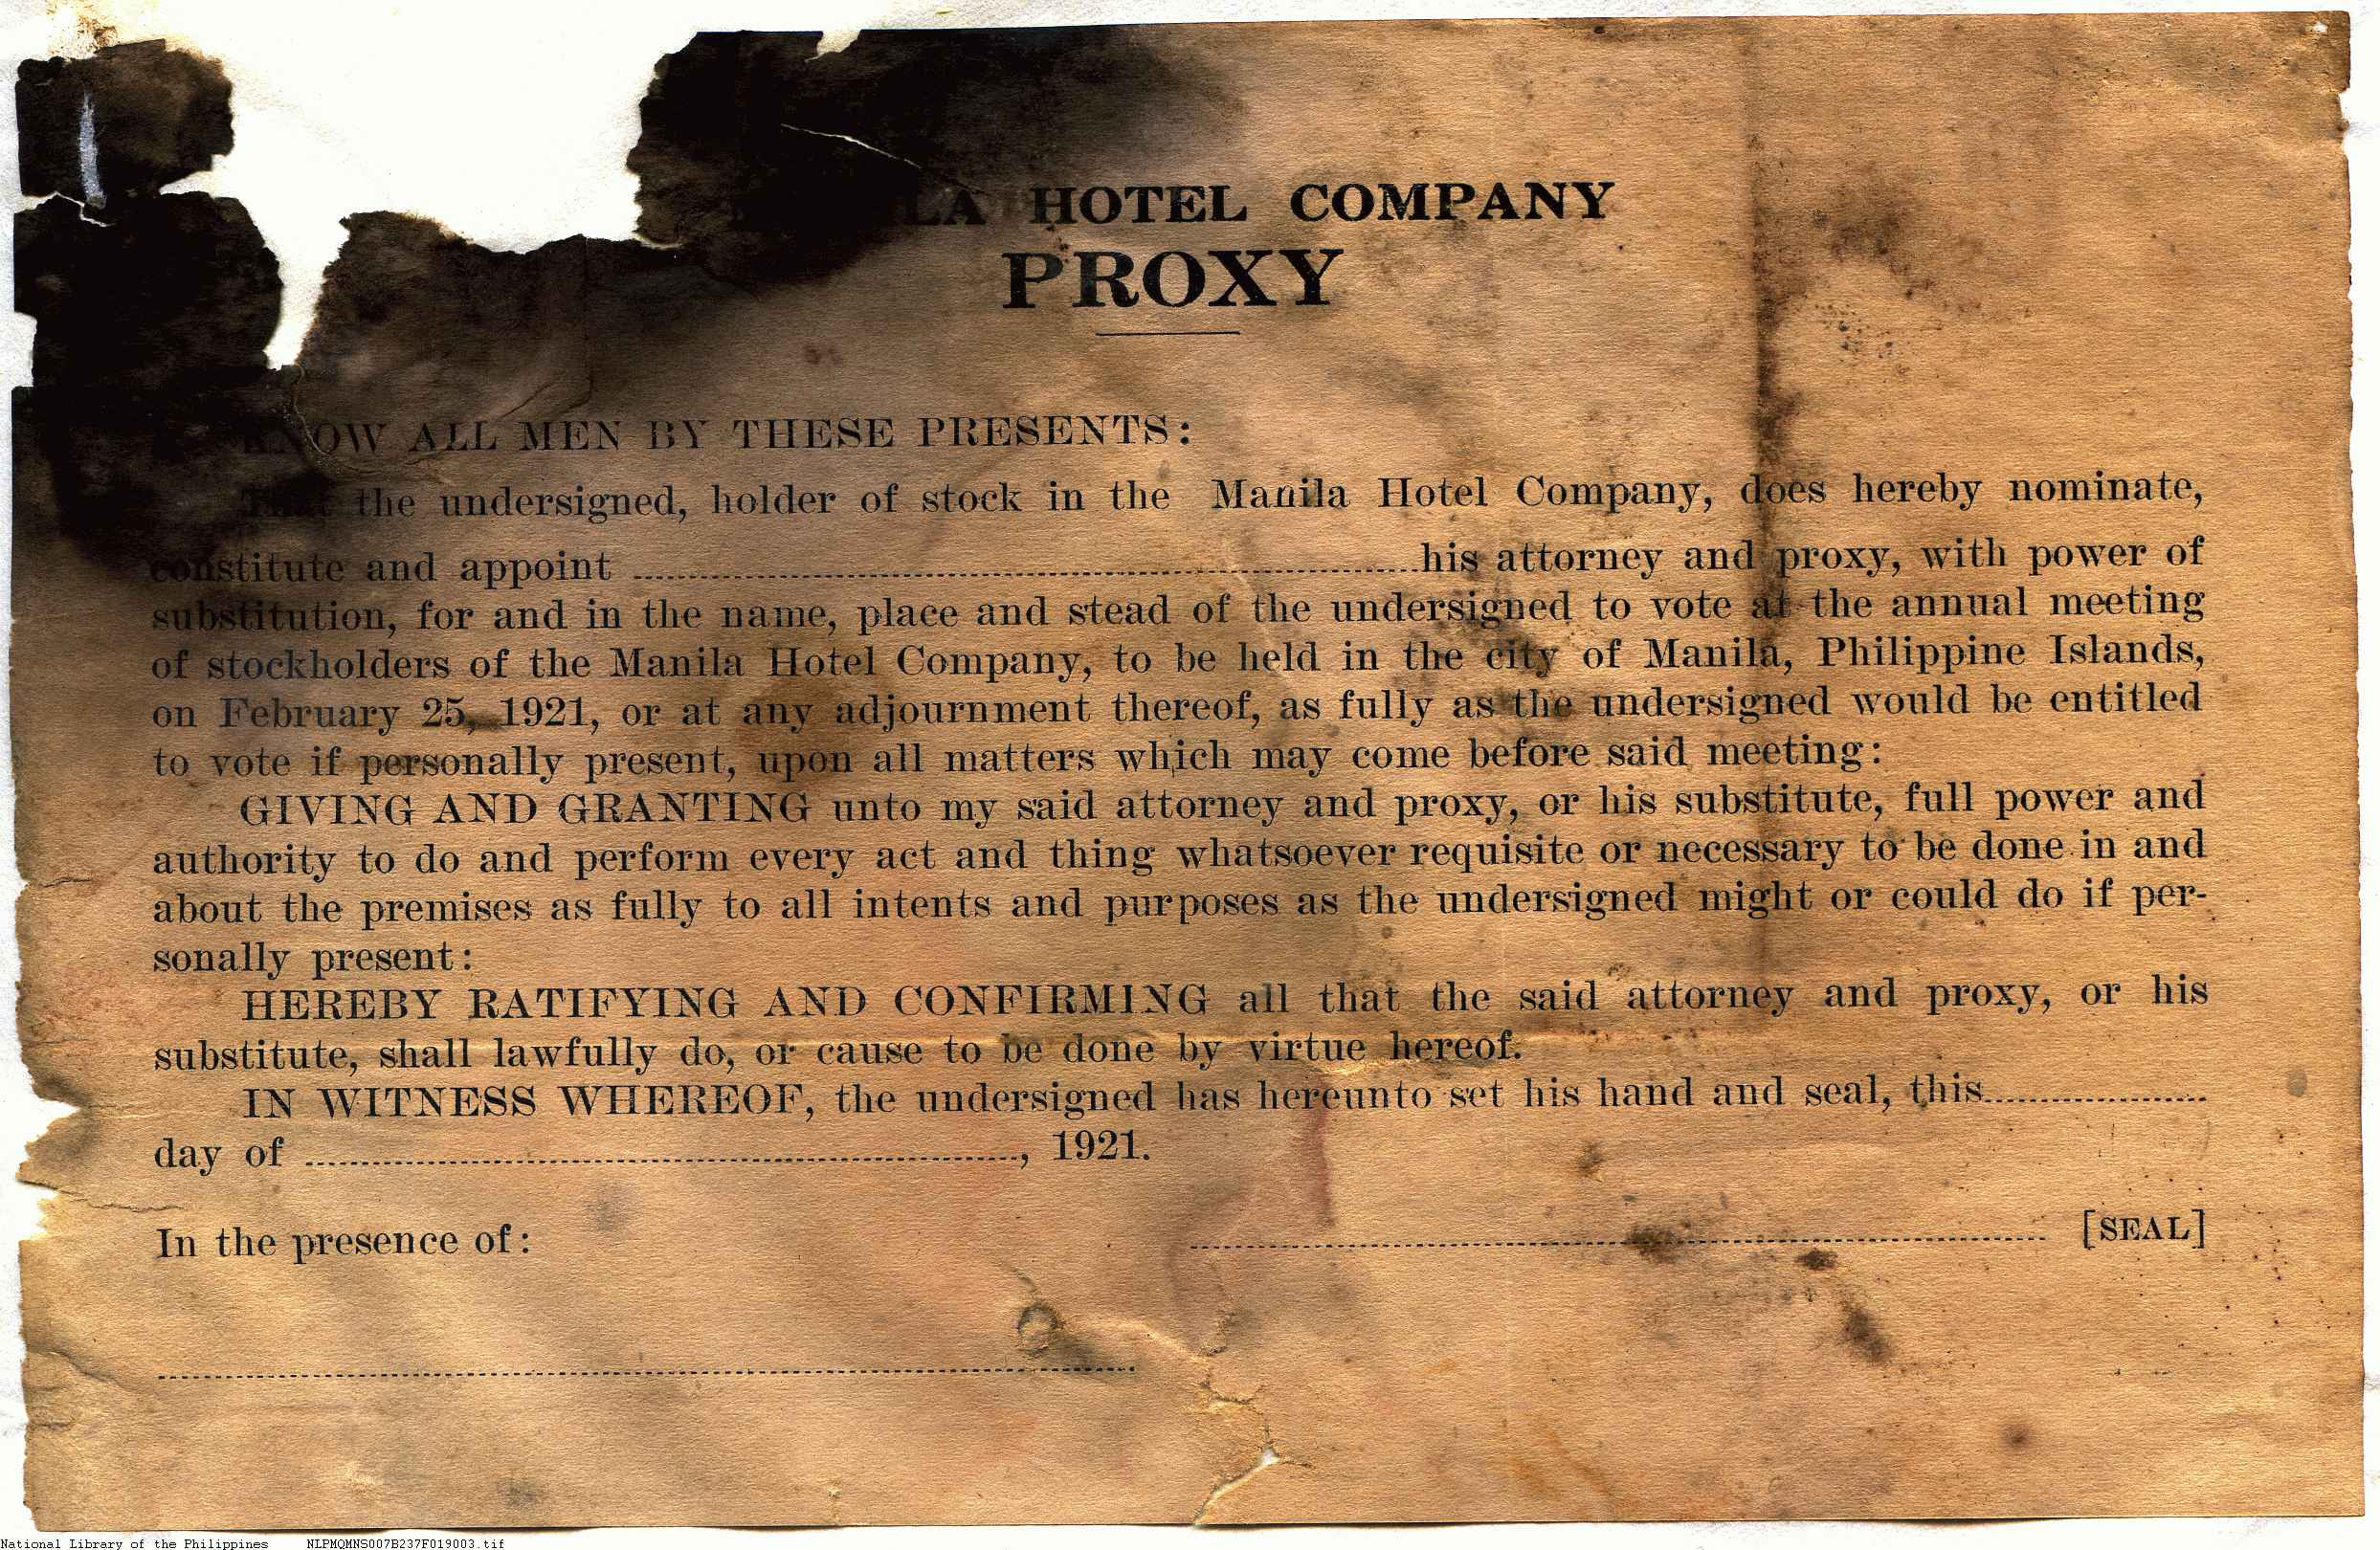 LA HOTEL COMPANY
PROXY
KNOW ALL MEN BY THESE PRESENTS:
That the undersigned, holder of stock in the Manila Hotel Company, does hereby nominate,
constitute and appoint ........................................his attorney and proxy, with power of
substitution, for and in the name, place and stead of the undersigned to vote at the annual meeting
of stockholders of the Manila Hotel Company, to be held in the city of Manila, Philippine Islands,
on February 25, 1921, or at any adjournment thereof, as fully as the undersigned would be entitled
to vote if personally present, upon all matters which may come before said meeting:
GIVING AND GRANTING unto my said attorney and proxy, or his substitute, full power and
authority to do and perform every act and thing whatsoever requisite or necessary to be done in and
about the premises as fully to all intents and purposes as the undersigned might or could do if per-
sonally present:
HEREBY RATIFYING AND CONFIRMING all that the said attorney and proxy, or his
substitute, shall lawfully do, or cause to be done by virtue hereof.
IN WITNESS WHEREOF, the undersigned has hereunto set his hand and seal, this....................
day of ........................................, 1921.
In the presence of: ........................................ [SEAL]
National Library of the Philippines NLPMQMNS007B237F019003.tif